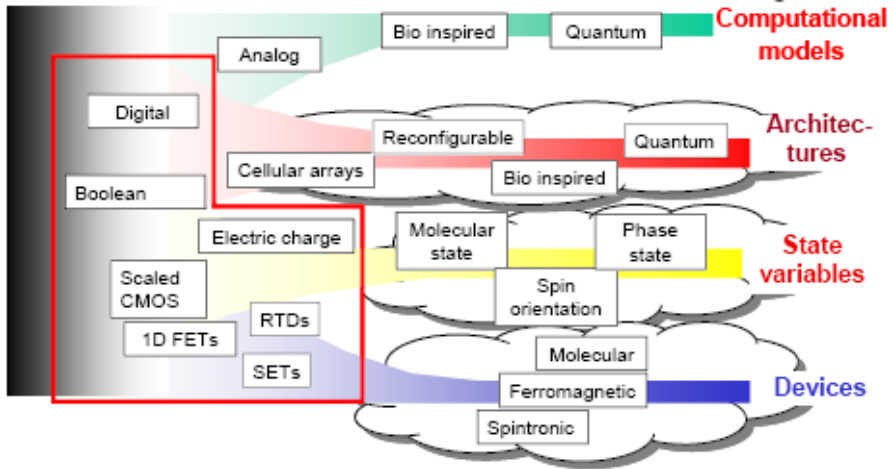 Bio inspired
Quantum
Computational
models
Analog
Digital
Reconfigurable
Quantum
Architec-
tures
Cellular arrays
Bio inspired
Boolean
Electric charge
Molecular
state
Phase
state
State
variables
Scaled
CMOS
Spin
orientation
RTDs
1D FETs
Molecular
SETs
Ferromagnetic
Devices
Spintronic